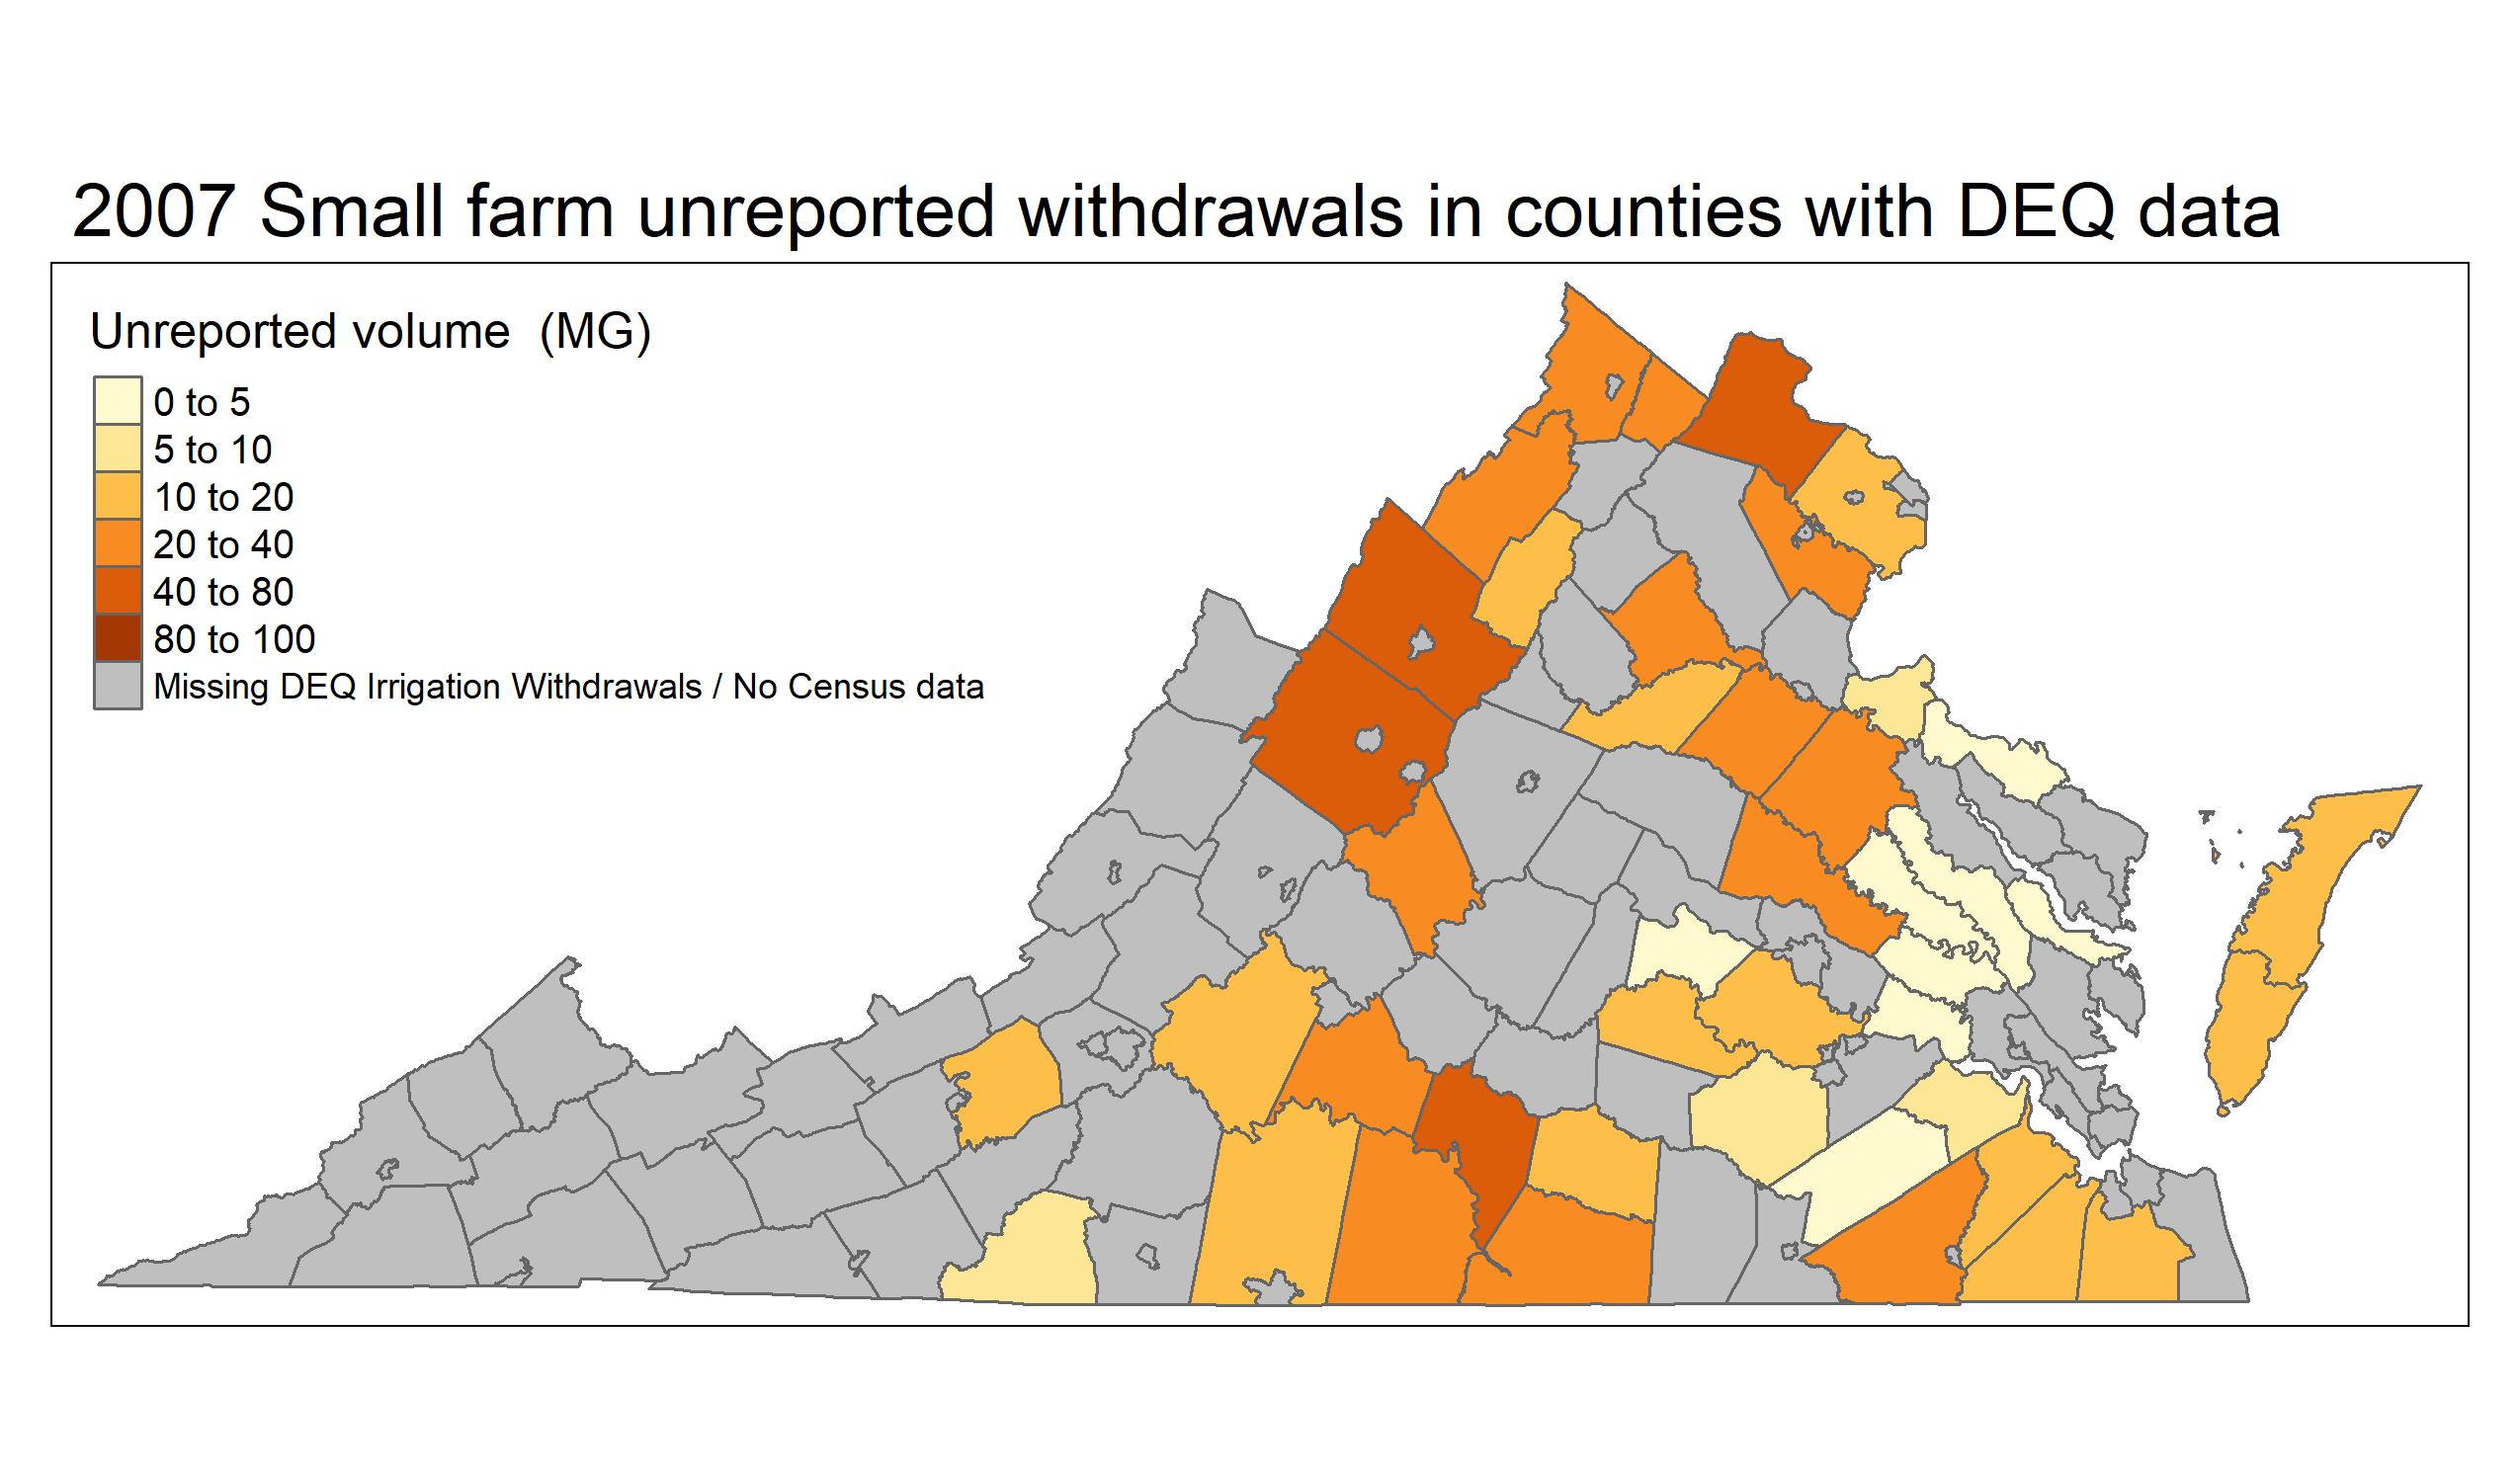 2007 Small farm unreported withdrawals in counties with DEQ data
Unreported volume  (MG)
0 to 5
5 to 10
10 to 20
20 to 40
40 to 80
80 to 100
Missing DEQ Irrigation Withdrawals / No Census data